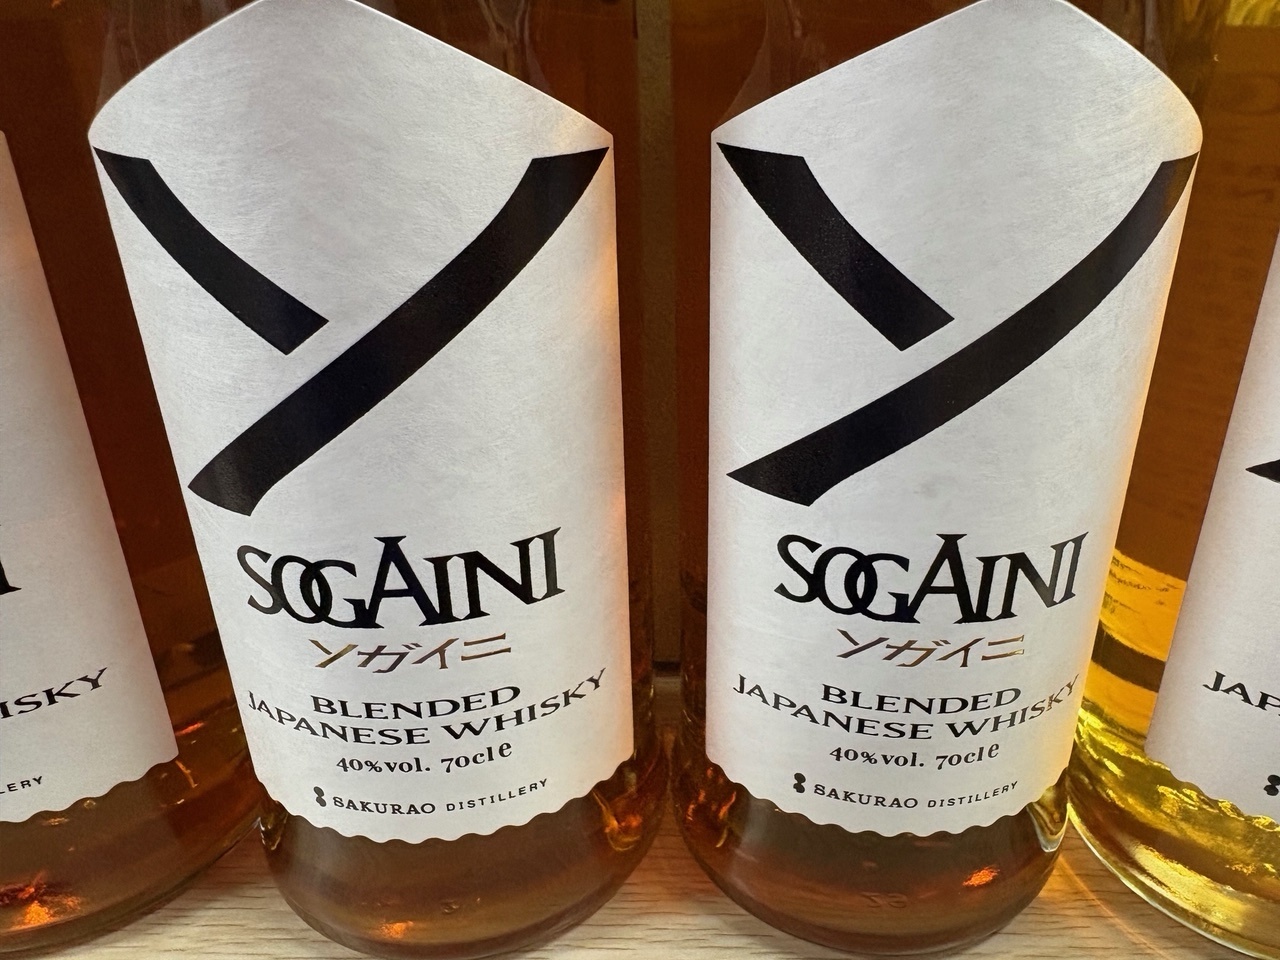 SOGAINI
ソガイニ
BLENDED
JAPANESE WHISKY
40%vol. 70cl e
SAKURAO DISTILLERY
SOGAINI
ソガイニ
BLENDED
JAPANESE WHISKY
40%vol. 70cl e
SAKURAO DISTILLERY